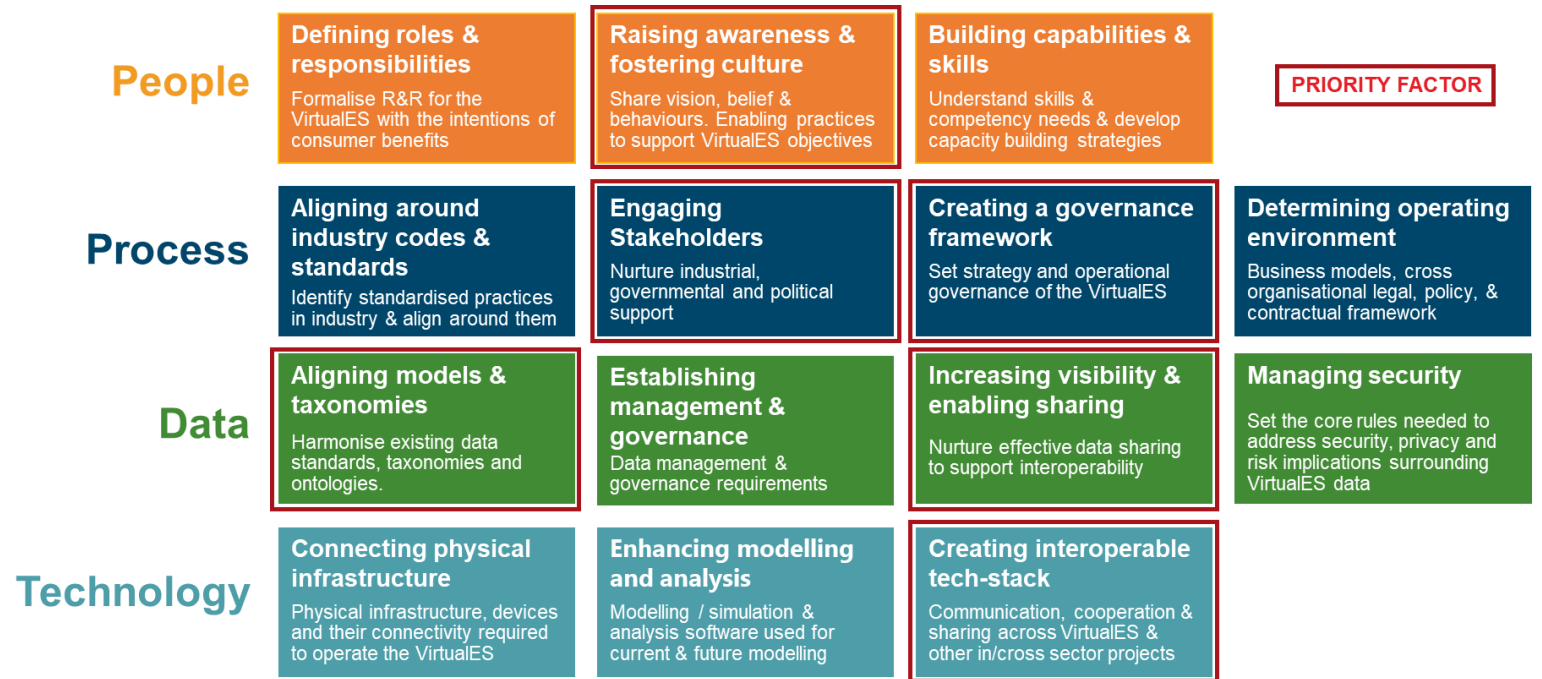 People
Defining roles &
responsibilities
Formalise R&R for the
VirtualES with the intentions of
consumer benefits
Raising awareness &
fostering culture
Share vision, belief &
behaviours. Enabling practices
to support VirtualES objectives
Building capabilities &
skills
Understand skills &
competency needs & develop
capacity building strategies
PRIORITY FACTOR
Process
Aligning around
industry codes &
standards
Identify standardised practices
in industry & align around them
Engaging
Stakeholders
Nurture industrial,
governmental and political
support
Creating a governance
framework
Set strategy and operational
governance of the VirtualES
Determining operating
environment
Business models, cross
organisational legal, policy, &
contractual framework
Data
Aligning models &
taxonomies
Harmonise existing data
standards, taxonomies and
ontologies.
Establishing
management &
governance
Data management &
governance requirements
Increasing visibility &
enabling sharing
Nurture effective data sharing
to support interoperability
Managing security
Set the core rules needed to
address security, privacy and
risk implications surrounding
VirtualES data
Technology
Connecting physical
infrastructure
Physical infrastructure, devices
and their connectivity required
to operate the VirtualES
Enhancing modelling
and analysis
Modelling / simulation &
analysis software used for
current & future modelling
Creating interoperable
tech-stack
Communication, cooperation &
sharing across VirtualES &
other in/cross sector projects